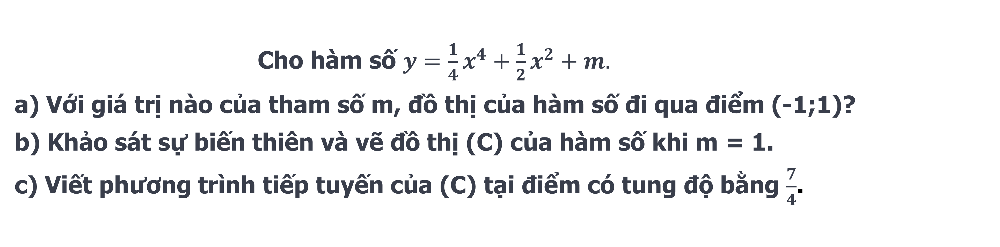 Cho hàm số y = \frac{1}{4}x^4 + \frac{1}{2}x^2 + m.
a) Với giá trị nào của tham số m, đồ thị của hàm số đi qua điểm (-1;1)?
b) Khảo sát sự biến thiên và vẽ đồ thị (C) của hàm số khi m = 1.
c) Viết phương trình tiếp tuyến của (C) tại điểm có tung độ bằng \frac{7}{4}.